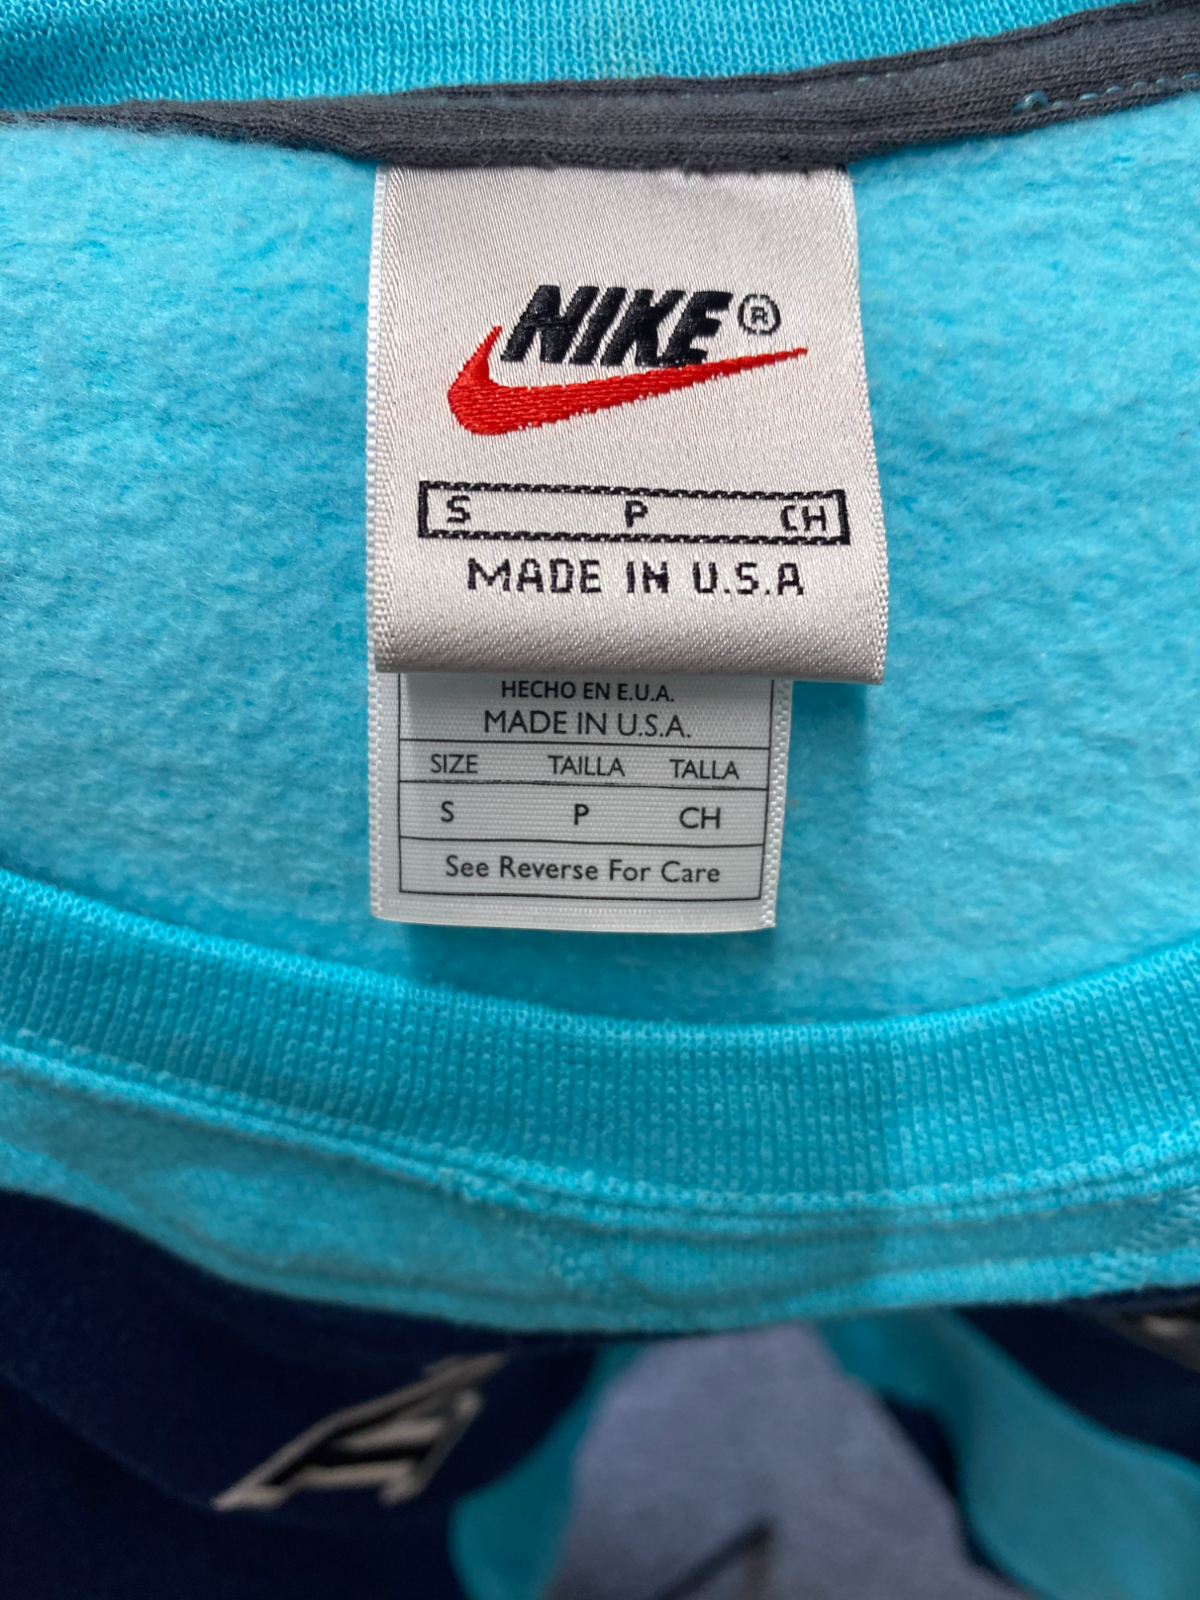 NIKE®
S P CH
MADE IN U.S.A
HECHO EN E.U.A.
MADE IN U.S.A.
SIZE TAILLA TALLA
S P CH
See Reverse For Care